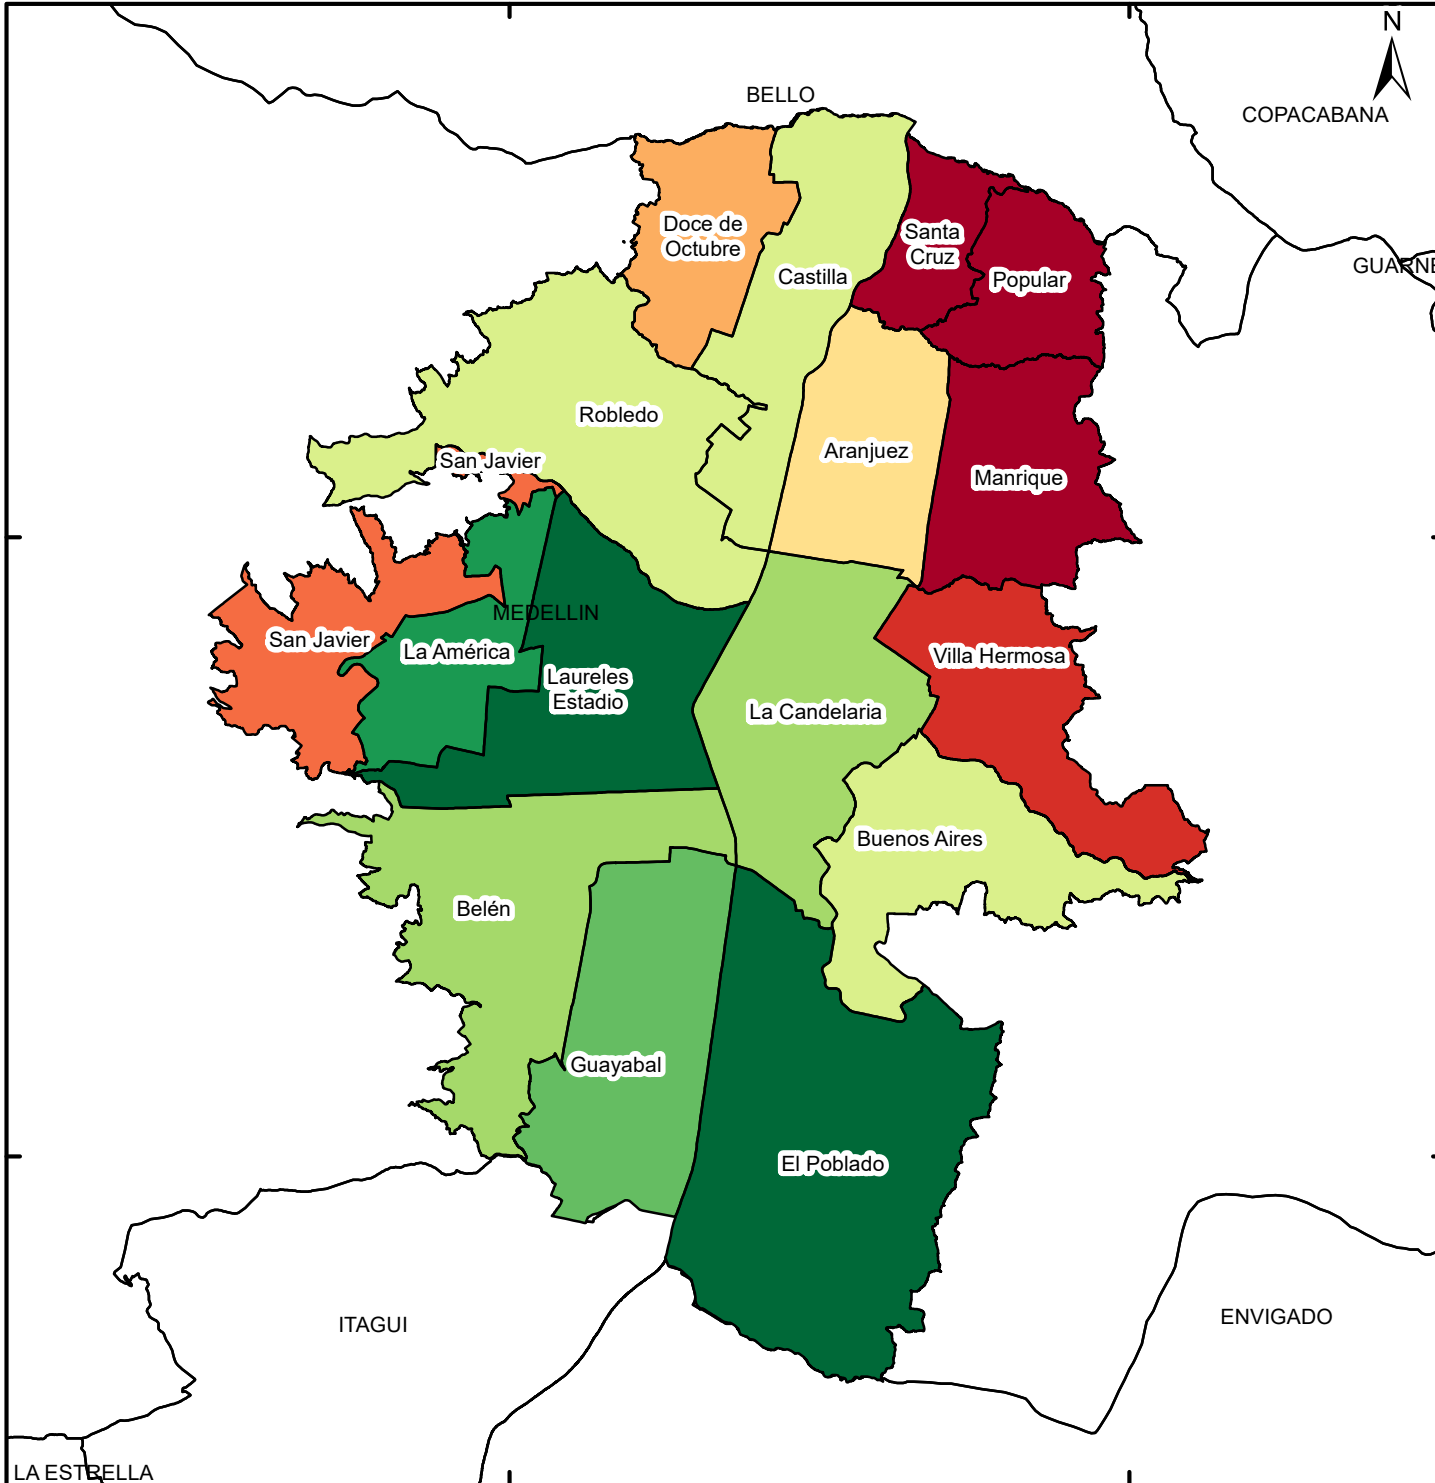 N
BELLO
COPACABANA
Doce de
Octubre
Santa
Cruz
Castilla
Popular
GUARNE
Robledo
Aranjuez
San Javier
Manrique
MEDELLIN
San Javier
La América
Villa Hermosa
Laureles
Estadio
La Candelaria
Buenos Aires
Belén
Guayabal
El Poblado
ITAGUI
ENVIGADO
LA ESTRELLA